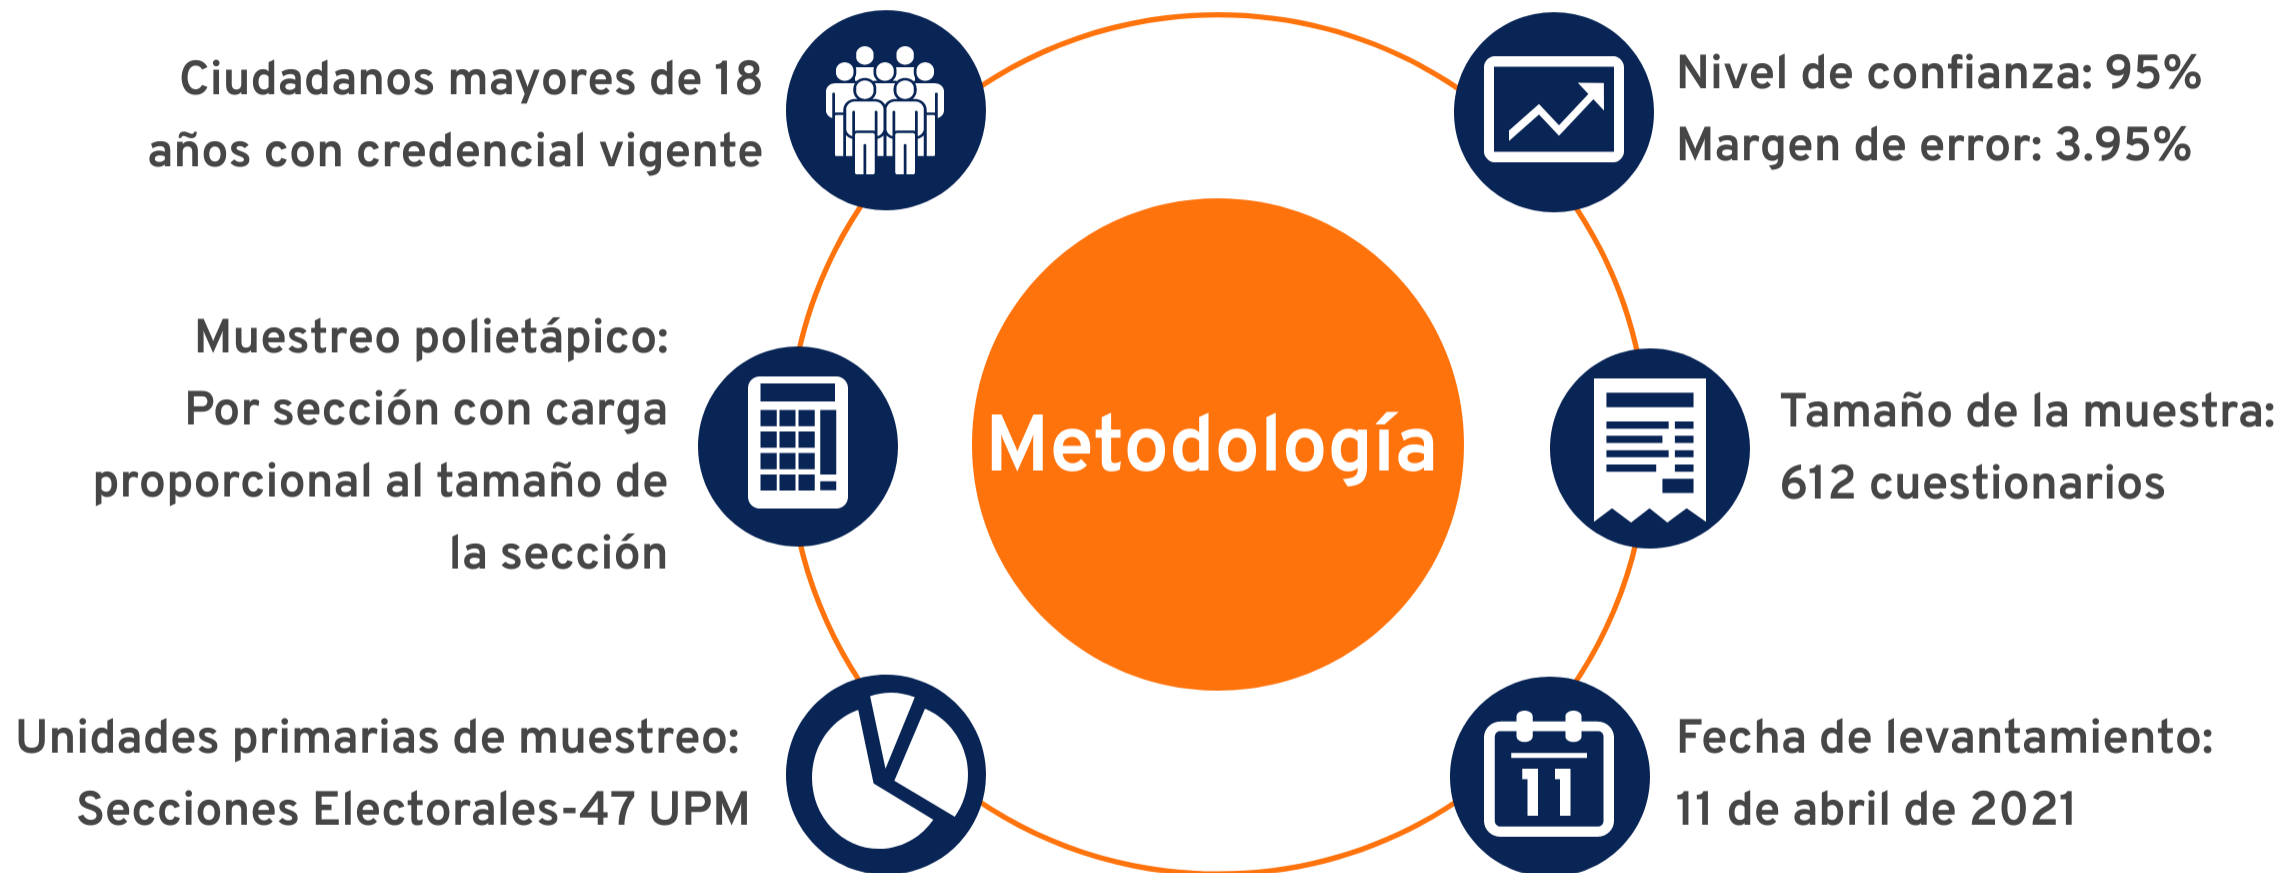 Ciudadanos mayores de 18
años con credencial vigente
Nivel de confianza: 95%
Margen de error: 3.95%
Muestreo polietápico:
Por sección con carga
proporcional al tamaño de
la sección
Metodología
Tamaño de la muestra:
612 cuestionarios
Unidades primarias de muestreo:
Secciones Electorales-47 UPM
11
Fecha de levantamiento:
11 de abril de 2021